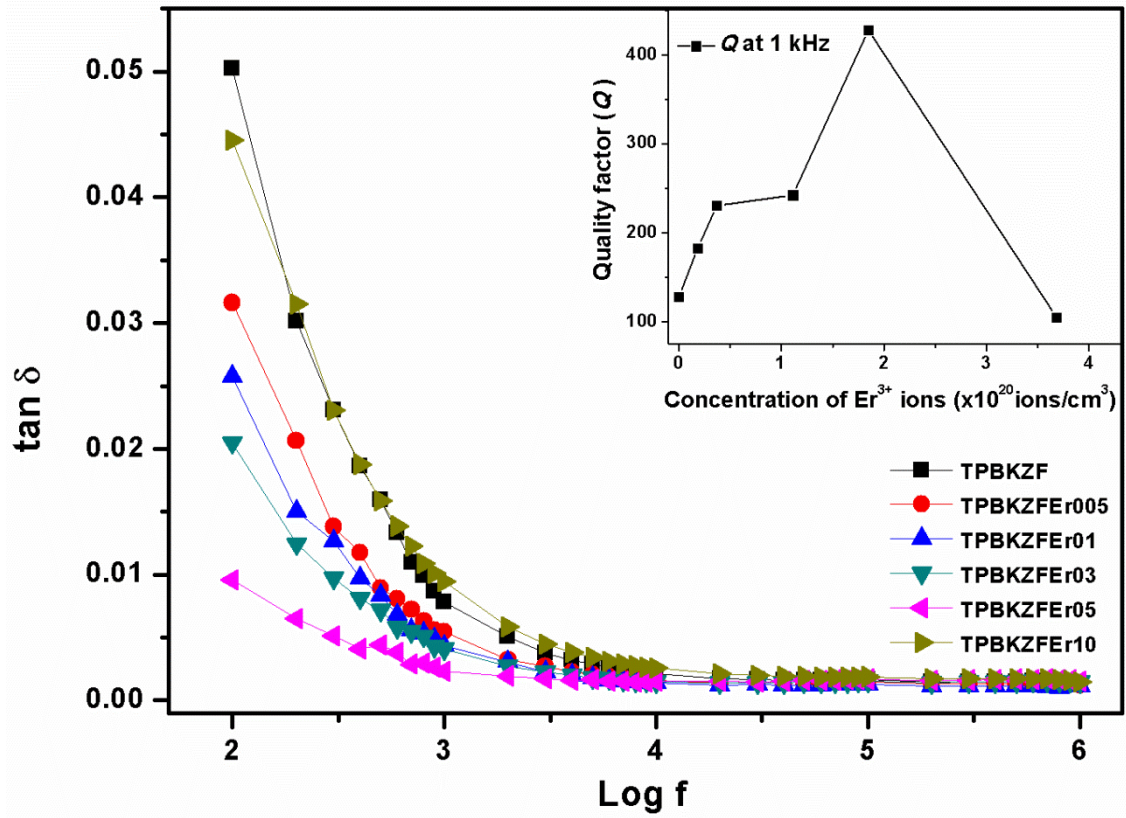 0.05
0.04
0.03
0.02
0.01
0.00
tan δ
2
3
4
5
6
Log f
Q at 1 kHz
400
300
200
100
Quality factor (Q)
0
1
2
3
4
Concentration of Er³⁺ ions (x10²⁰ions/cm³)
TPBKZF
TPBKZFEr005
TPBKZFEr01
TPBKZFEr03
TPBKZFEr05
TPBKZFEr10